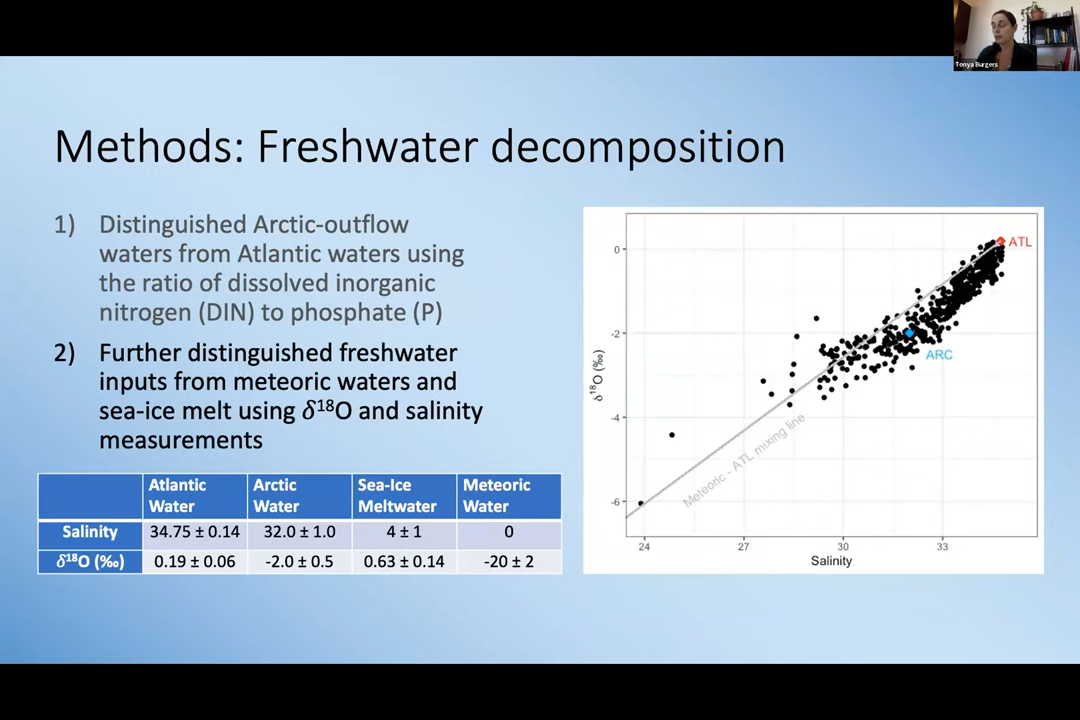 Tonya Burgers
Methods: Freshwater decomposition
1) Distinguished Arctic-outflow
waters from Atlantic waters using
the ratio of dissolved inorganic
nitrogen (DIN) to phosphate (P)
2) Further distinguished freshwater
inputs from meteoric waters and
sea-ice melt using δ¹⁸O and salinity
measurements
Atlantic Water Arctic Water Sea-Ice Meltwater Meteoric Water
Salinity 34.75 ± 0.14 32.0 ± 1.0 4 ± 1 0
δ¹⁸O (‰) 0.19 ± 0.06 -2.0 ± 0.5 0.63 ± 0.14 -20 ± 2
δ¹⁸O (‰)
0
-2
-4
-6
ATL
ARC
Meteoric - ATL mixing line
24 27 30 33
Salinity